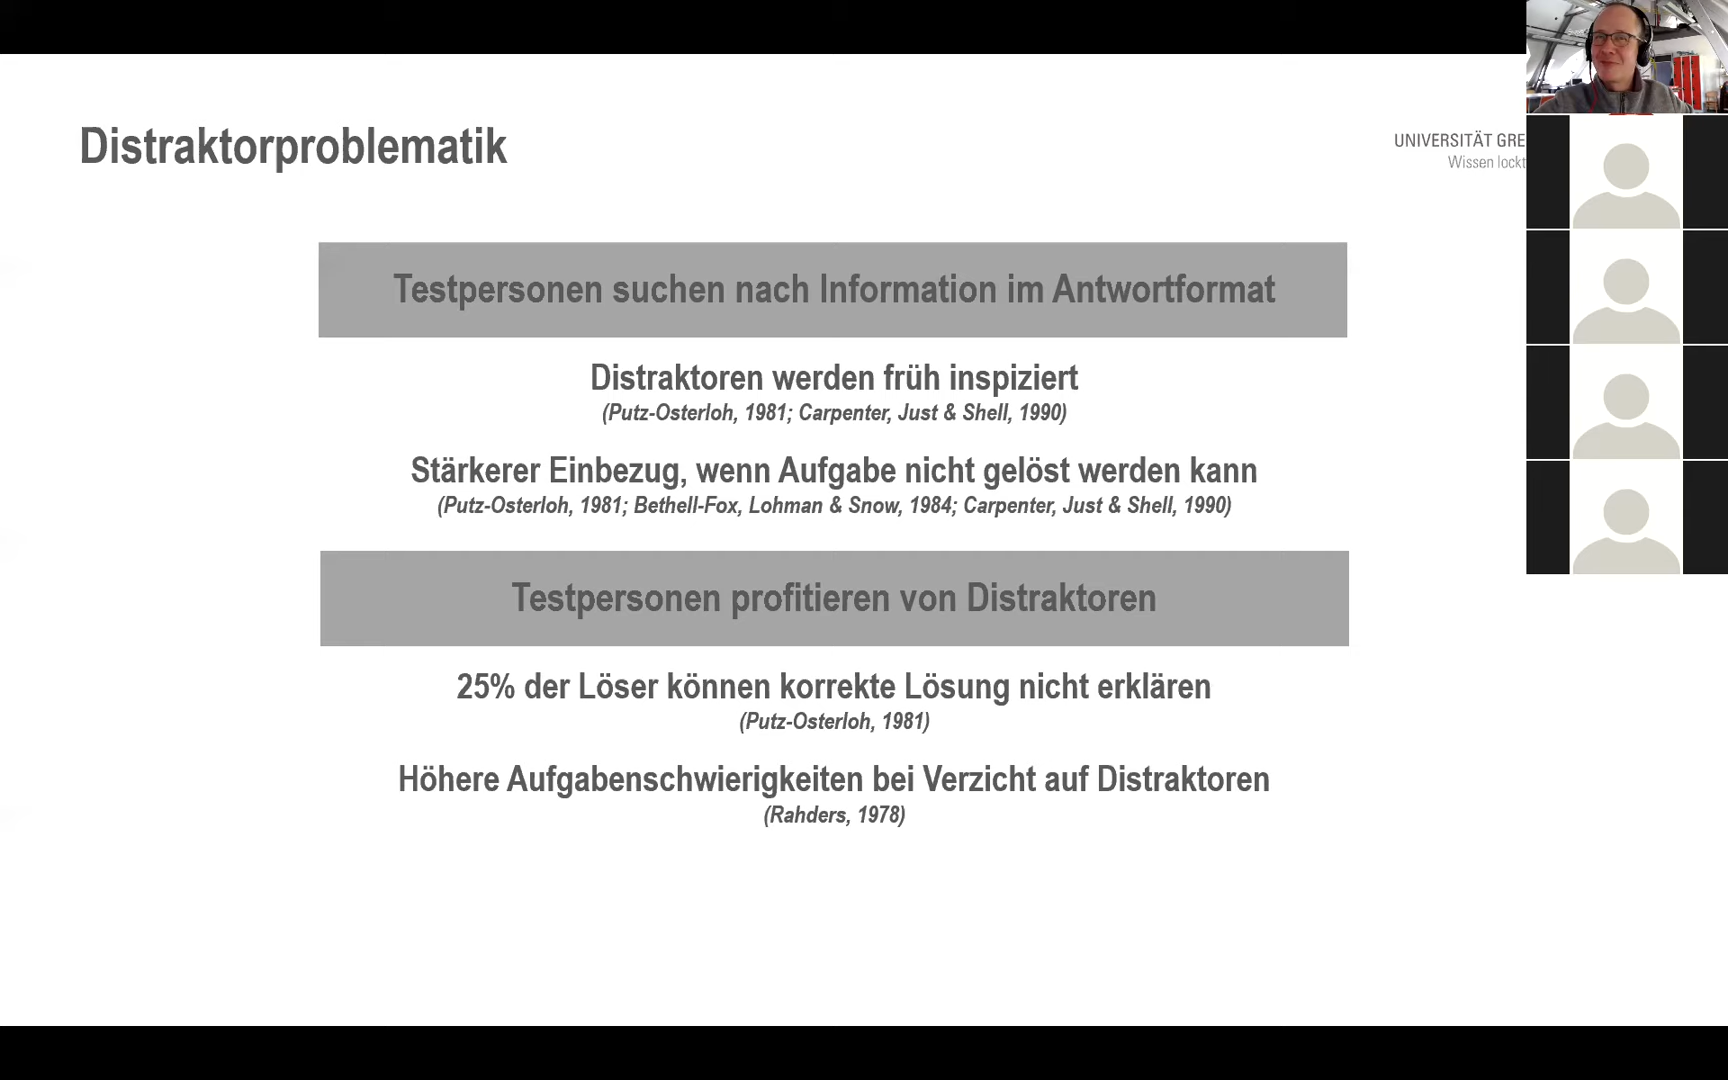 Distraktorproblematik
UNIVERSITÄT GRE
Wissen lockt
Testpersonen suchen nach Information im Antwortformat
Distraktoren werden früh inspiziert
(Putz-Osterloh, 1981; Carpenter, Just & Shell, 1990)
Stärkerer Einbezug, wenn Aufgabe nicht gelöst werden kann
(Putz-Osterloh, 1981; Bethell-Fox, Lohman & Snow, 1984; Carpenter, Just & Shell, 1990)
Testpersonen profitieren von Distraktoren
25% der Löser können korrekte Lösung nicht erklären
(Putz-Osterloh, 1981)
Höhere Aufgabenschwierigkeiten bei Verzicht auf Distraktoren
(Rahders, 1978)